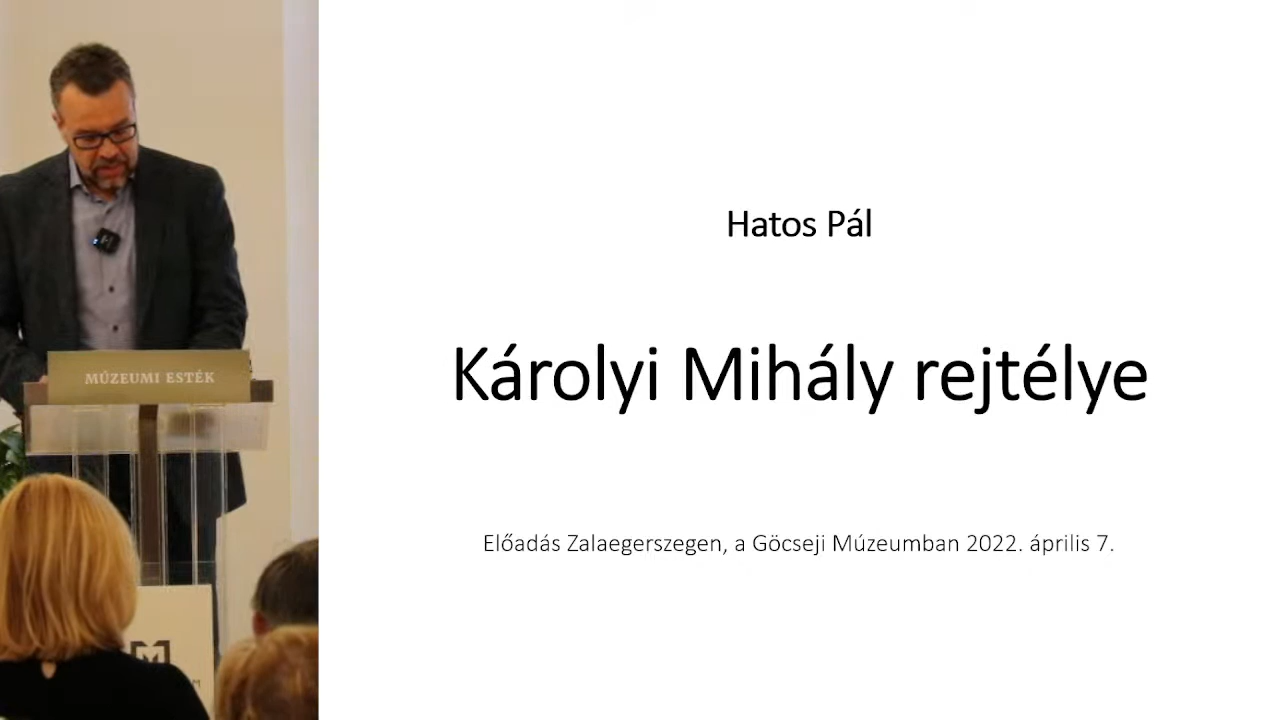 MÚZEUMI ESTÉK
Hatos Pál
Károlyi Mihály rejtélye
Előadás Zalaegerszegen, a Göcseji Múzeumban 2022. április 7.
M